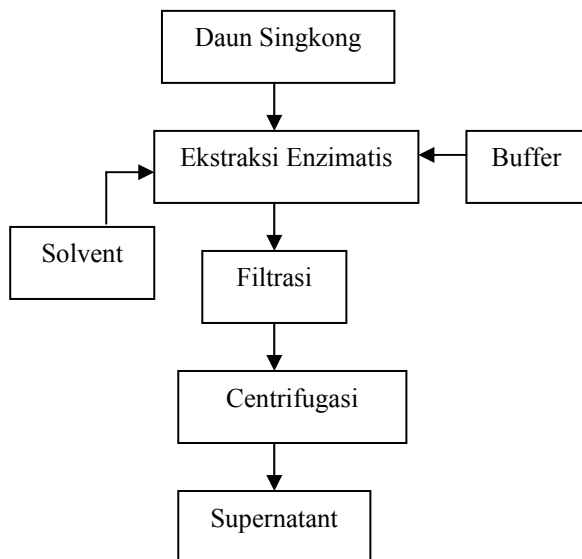 Daun Singkong
Ekstraksi Enzimatis
Buffer
Solvent
Filtrasi
Centrifugasi
Supernatant